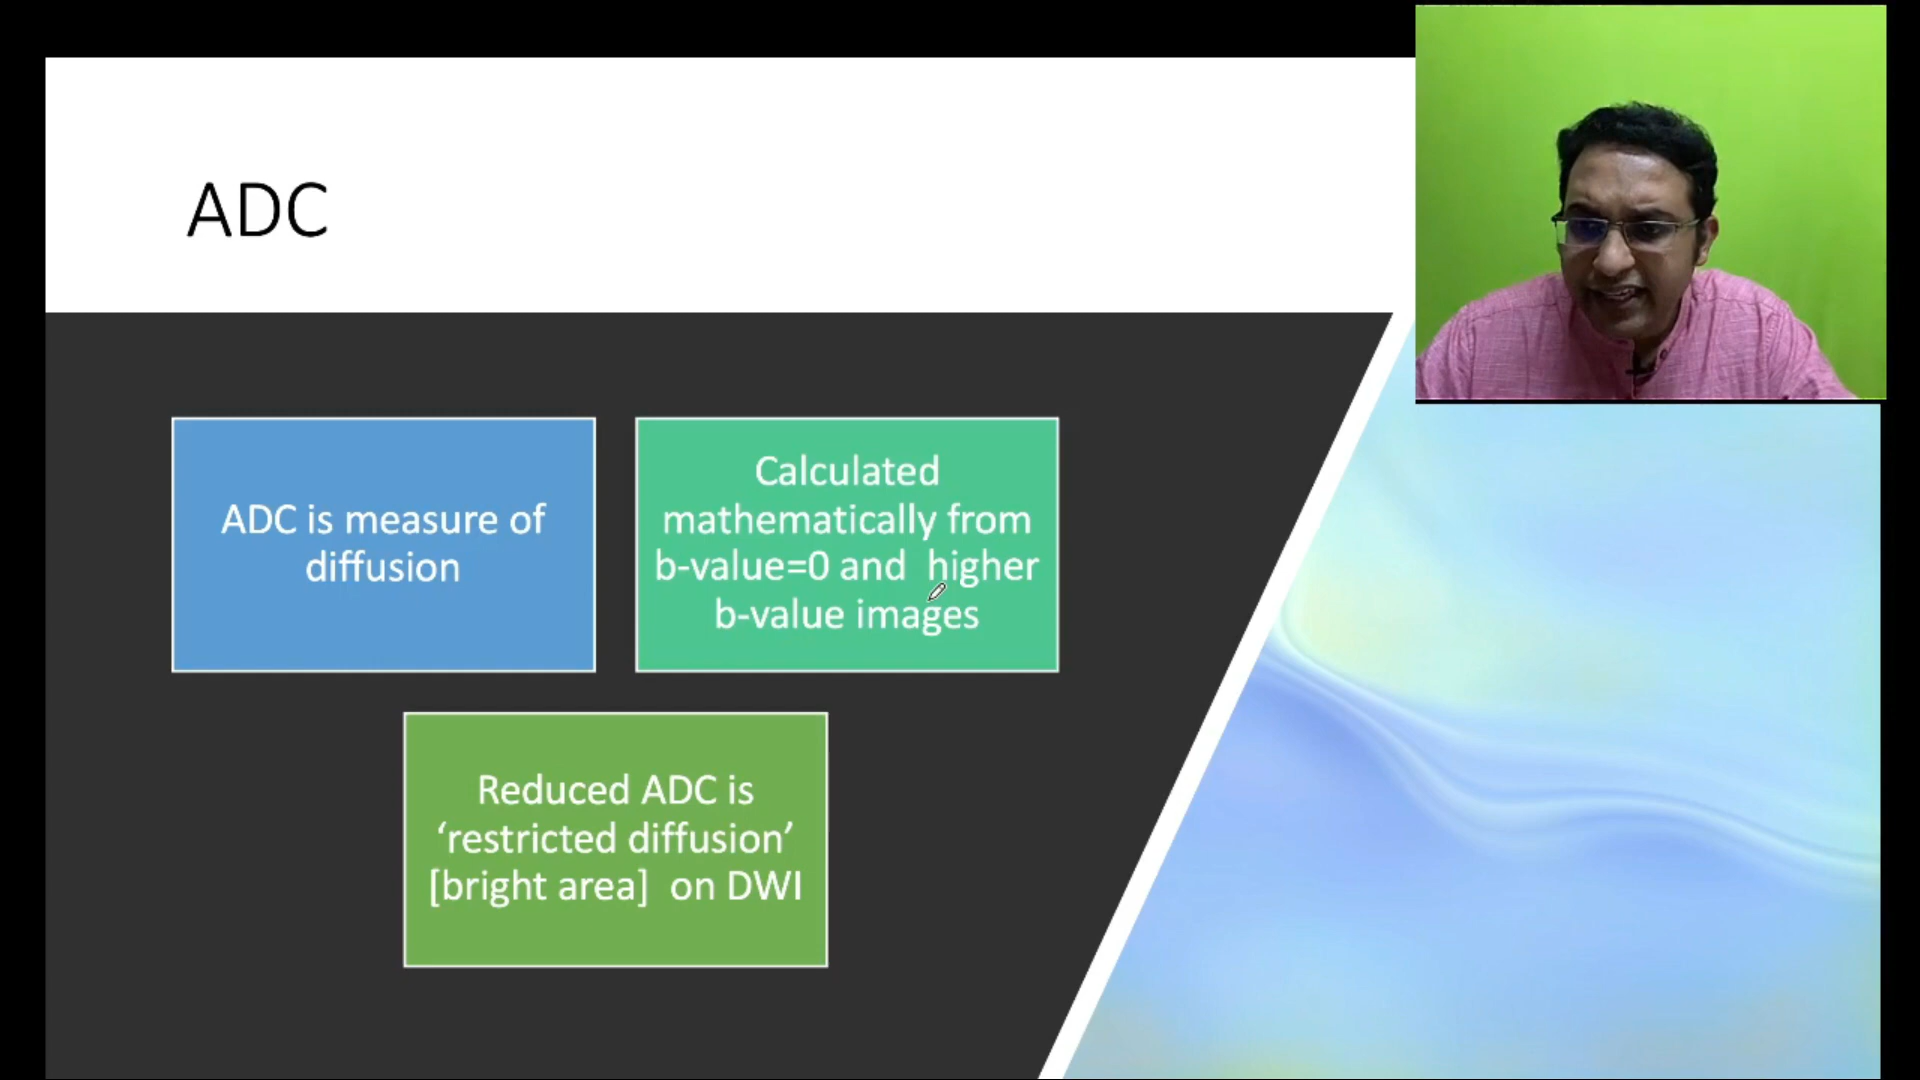 ADC
ADC is measure of
diffusion
Calculated
mathematically from
b-value=0 and  higher
b-value images
Reduced ADC is
‘restricted diffusion’
[bright area]  on DWI